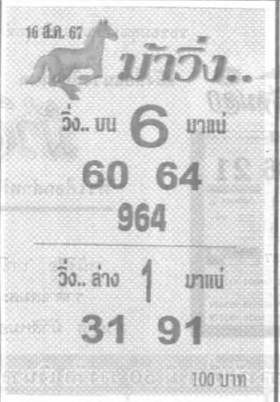 16 ส.ค. 67
ม้าวิ่ง..
วิ่ง.. บน 6 มาแน่
60 64
964
วิ่ง.. ล่าง 1 มาแน่
31 91
100 บาท